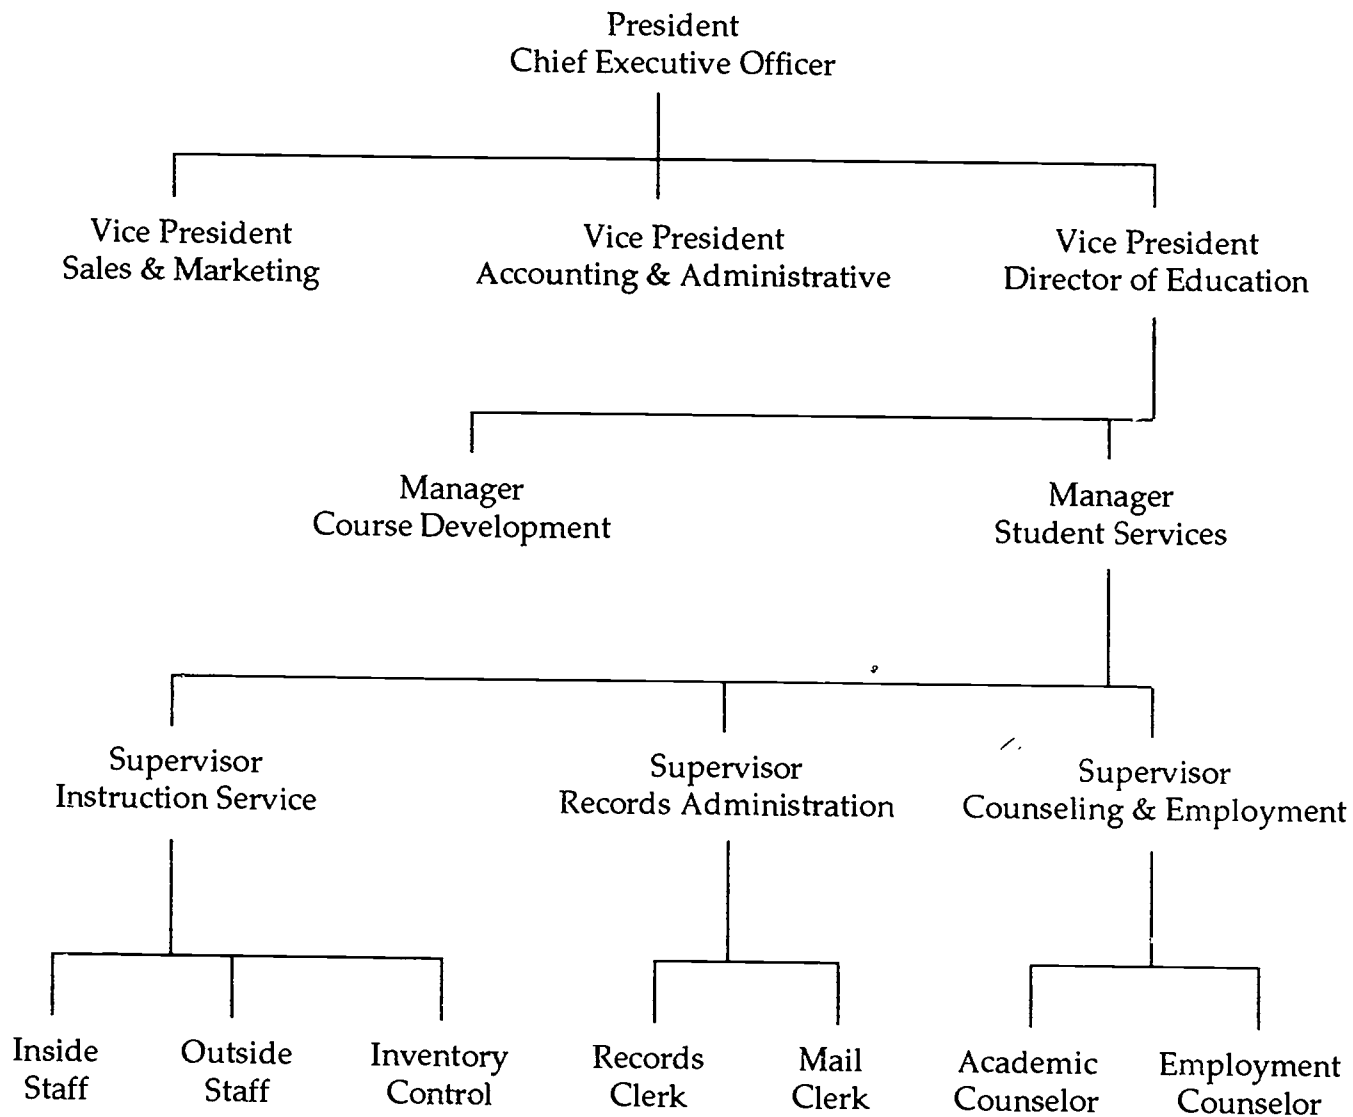 President
Chief Executive Officer
Vice President
Sales & Marketing
Vice President
Accounting & Administrative
Vice President
Director of Education
Manager
Course Development
Manager
Student Services
Supervisor
Instruction Service
Supervisor
Records Administration
Supervisor
Counseling & Employment
Inside
Staff
Outside
Staff
Inventory
Control
Records
Clerk
Mail
Clerk
Academic
Counselor
Employment
Counselor